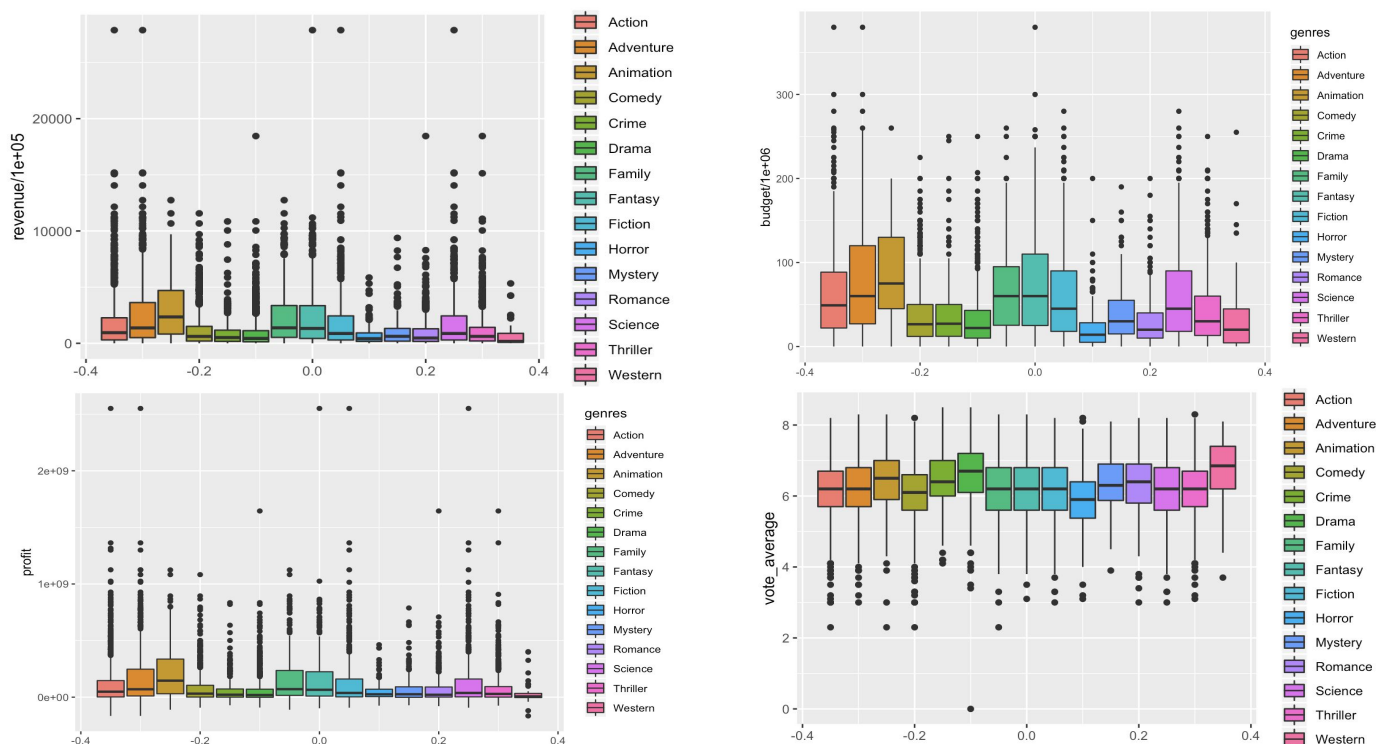 revenue/1e+05
20000
10000
0
-0.4
-0.2
0.0
0.2
0.4
Action
Adventure
Animation
Comedy
Crime
Drama
Family
Fantasy
Fiction
Horror
Mystery
Romance
Science
Thriller
Western
budget/1e+06
300
200
100
0
-0.4
-0.2
0.0
0.2
0.4
genres
Action
Adventure
Animation
Comedy
Crime
Drama
Family
Fantasy
Fiction
Horror
Mystery
Romance
Science
Thriller
Western
profit
2e+09
1e+09
0e+00
-0.4
-0.2
0.0
0.2
0.4
genres
Action
Adventure
Animation
Comedy
Crime
Drama
Family
Fantasy
Fiction
Horror
Mystery
Romance
Science
Thriller
Western
vote_average
8
6
4
2
0
-0.4
-0.2
0.0
0.2
0.4
Action
Adventure
Animation
Comedy
Crime
Drama
Family
Fantasy
Fiction
Horror
Mystery
Romance
Science
Thriller
Western